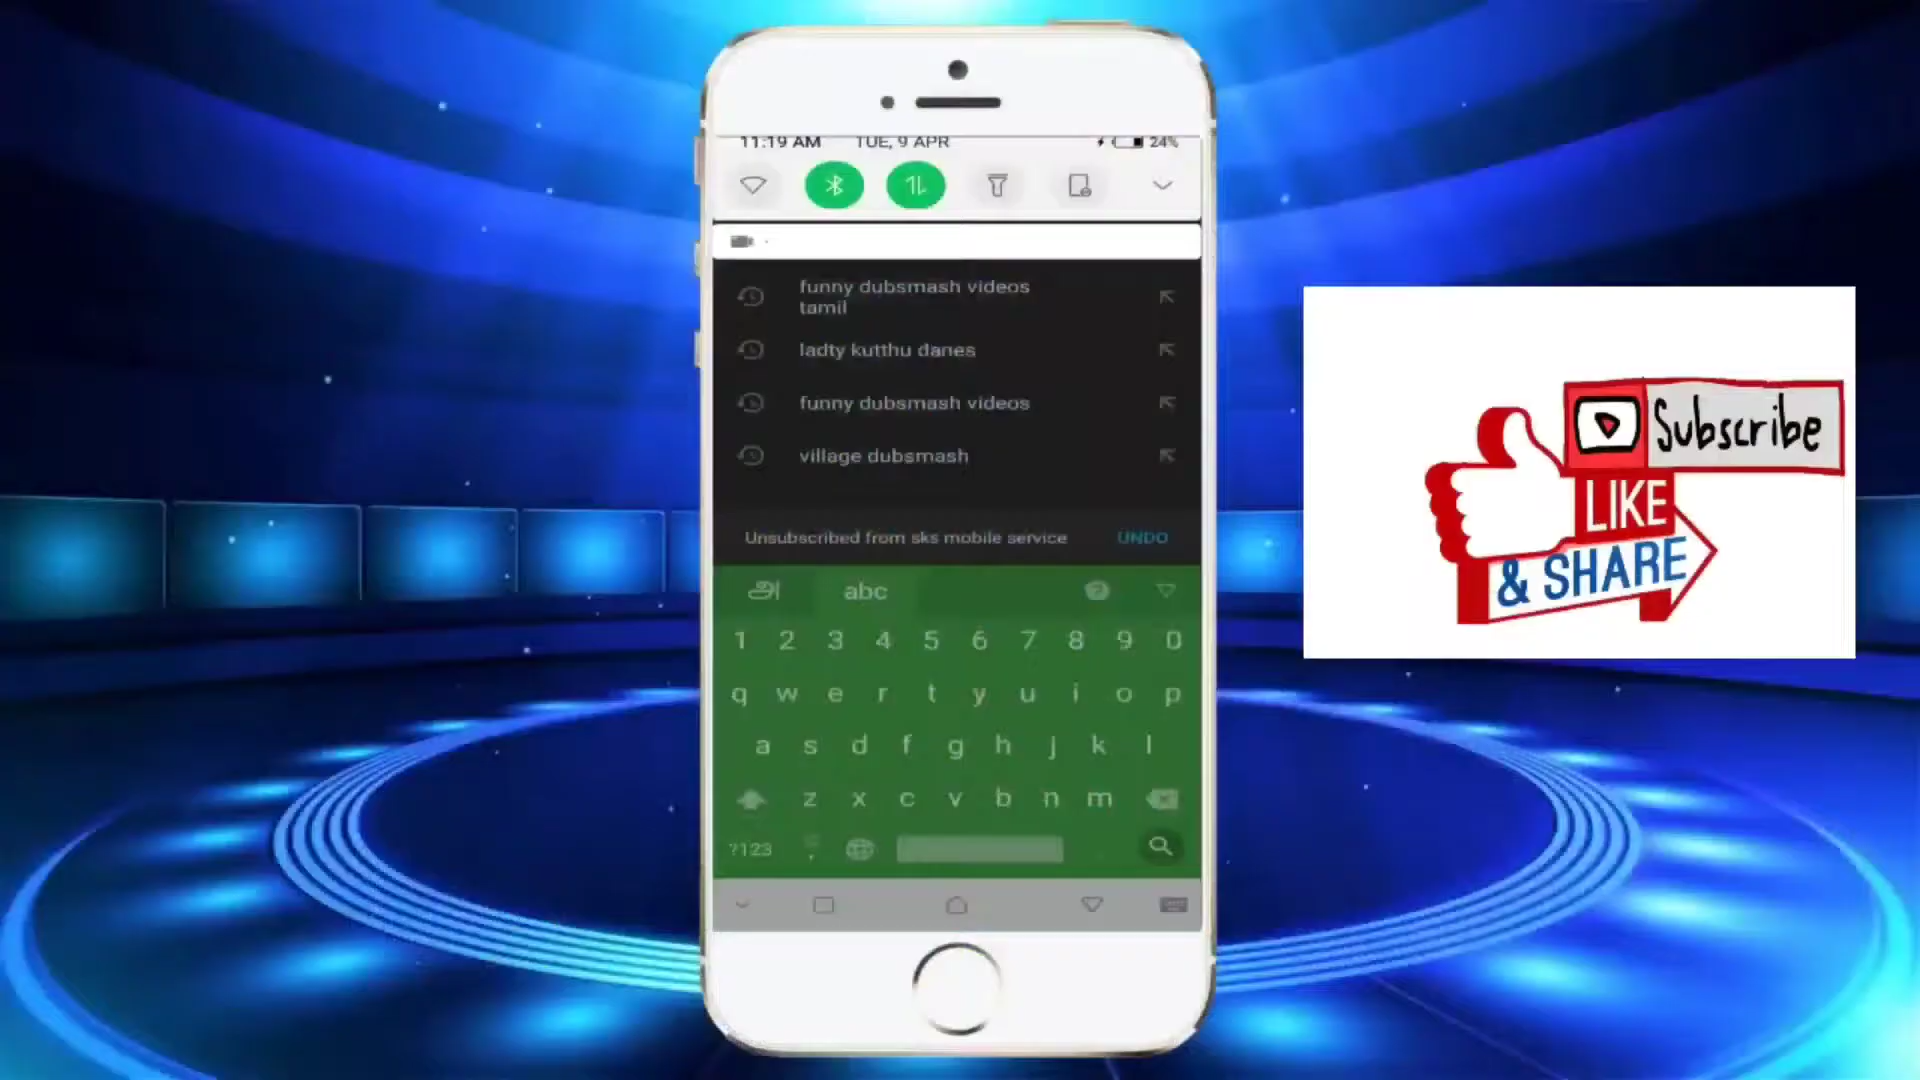 11:19 AM TUE, 9 APR 24%
funny dubsmash videos
tamil
ladty kutthu danes
funny dubsmash videos
village dubsmash
Unsubscribed from sks mobile service UNDO
அ abc
1 2 3 4 5 6 7 8 9 0
q w e r t y u i o p
a s d f g h j k l
z x c v b n m
?123 ,
Subscribe
LIKE
& SHARE